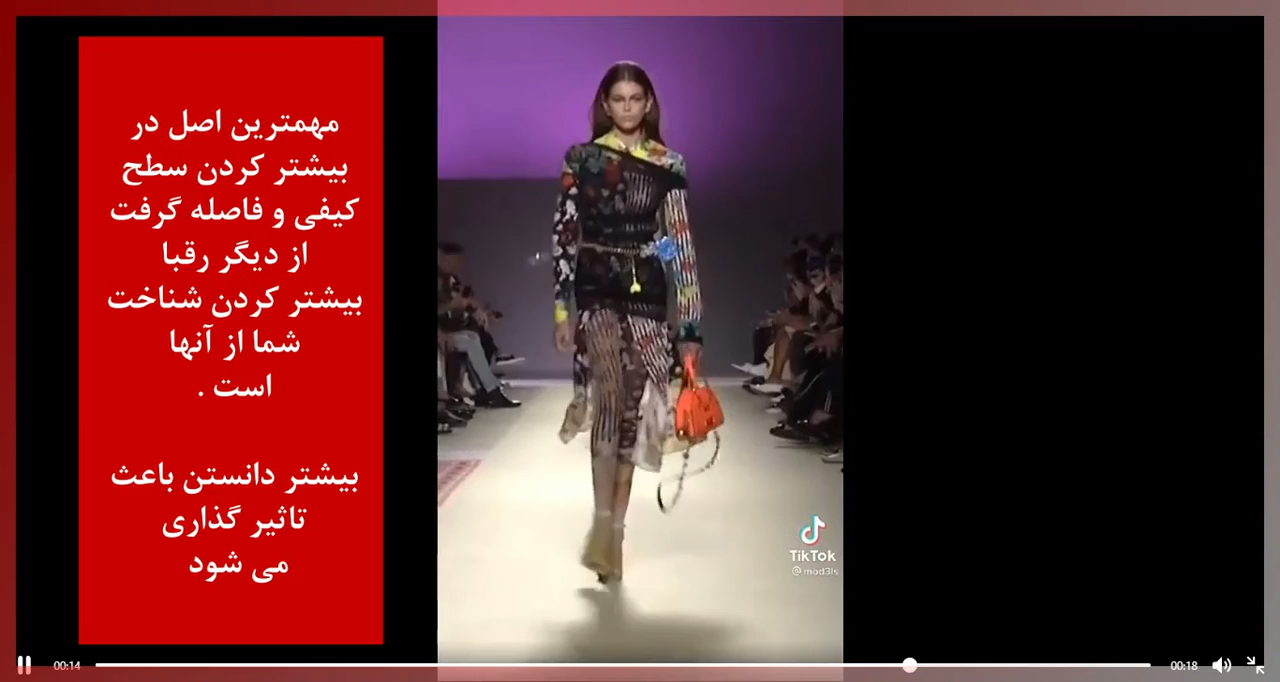 مهمترین اصل در
بیشتر کردن سطح
کیفی و فاصله گرفت
از دیگر رقبا
بیشتر کردن شناخت
شما از آنها
است .
بیشتر دانستن باعث
تاثیر گذاری
می شود
TikTok
@mod3ls
00:14
00:18